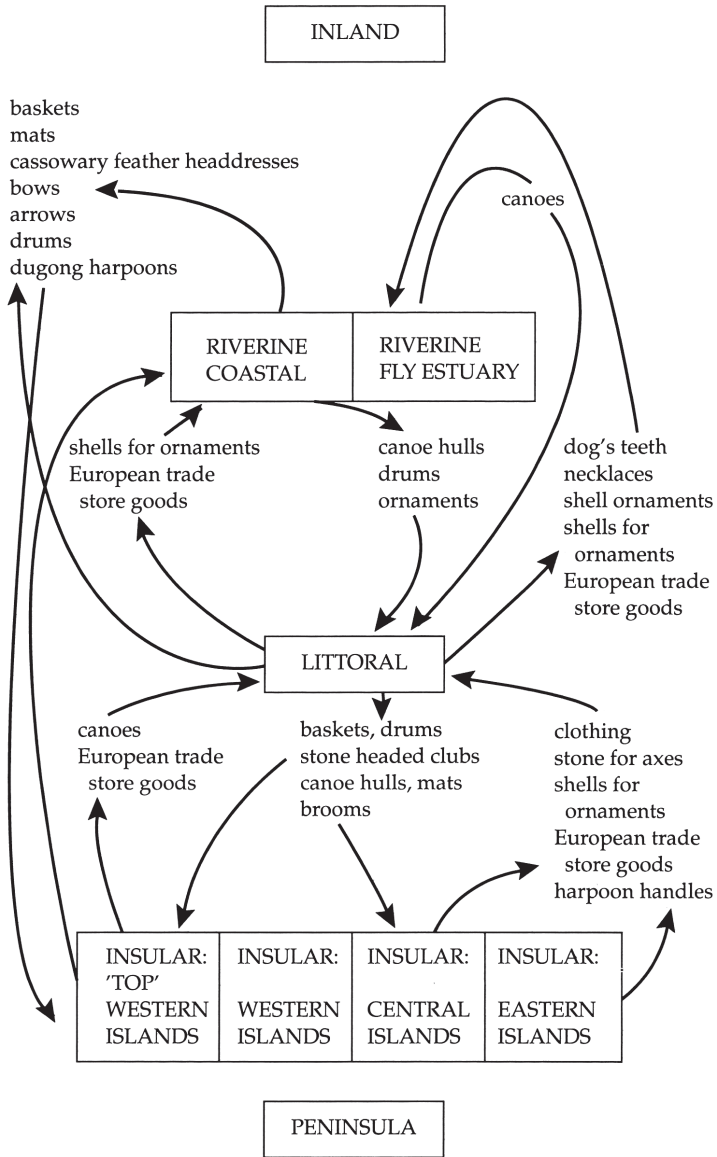 INLAND
baskets
mats
cassowary feather headdresses
bows
arrows
drums
dugong harpoons
canoes
RIVERINE
COASTAL
RIVERINE
FLY ESTUARY
shells for ornaments
European trade
store goods
canoe hulls
drums
ornaments
dog's teeth
necklaces
shell ornaments
shells for
ornaments
European trade
store goods
LITTORAL
canoes
European trade
store goods
baskets, drums
stone headed clubs
canoe hulls, mats
brooms
clothing
stone for axes
shells for
ornaments
European trade
store goods
harpoon handles
INSULAR:
'TOP'
WESTERN
ISLANDS
INSULAR:
WESTERN
ISLANDS
INSULAR:
CENTRAL
ISLANDS
INSULAR:
EASTERN
ISLANDS
PENINSULA